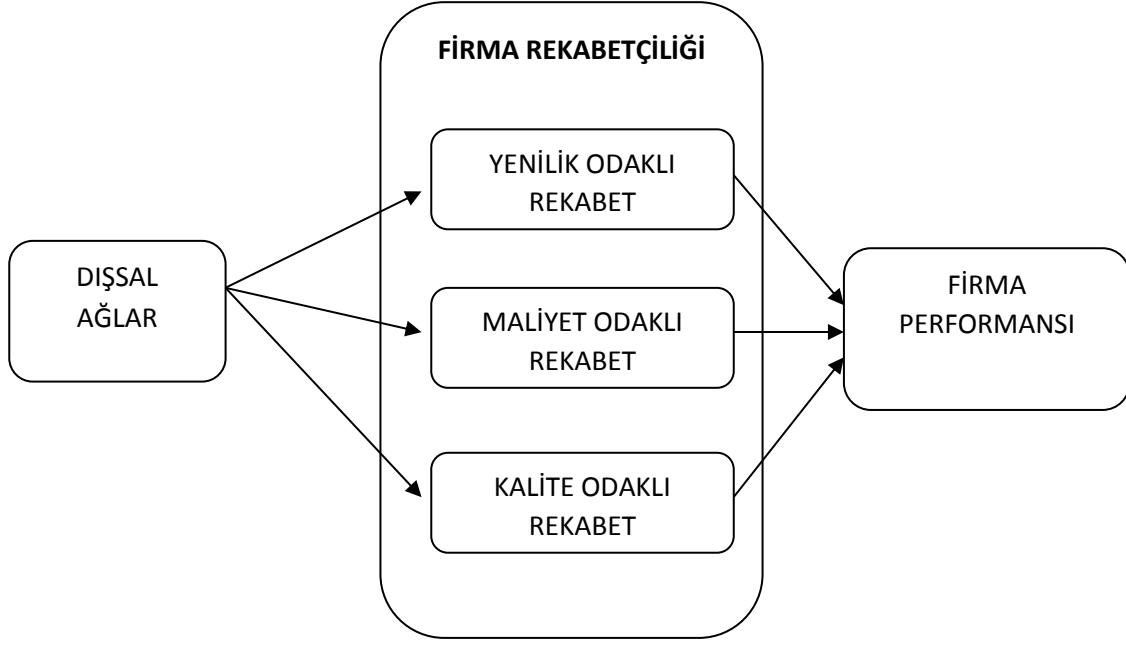 FİRMA REKABETÇİLİĞİ
YENİLİK ODAKLI
REKABET
DIŞSAL
AĞLAR
MALİYET ODAKLI
REKABET
FİRMA
PERFORMANSI
KALİTE ODAKLI
REKABET